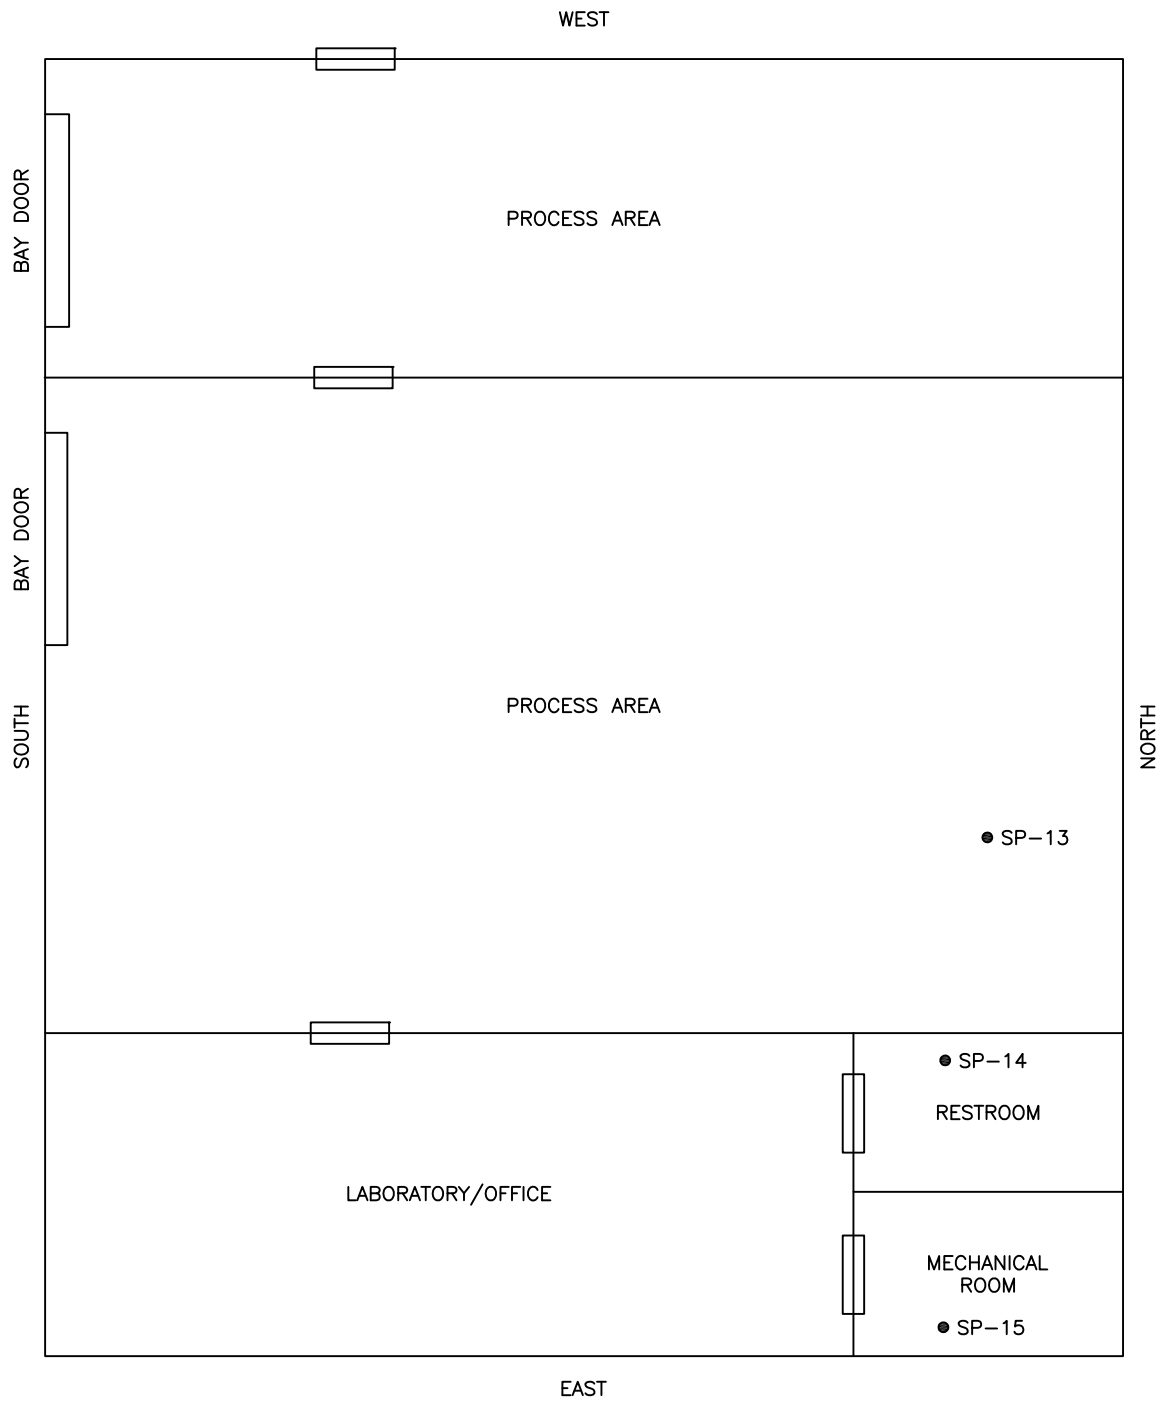 WEST
BAY DOOR
PROCESS AREA
BAY DOOR
PROCESS AREA
SOUTH
NORTH
SP-13
SP-14
RESTROOM
LABORATORY/OFFICE
MECHANICAL
ROOM
SP-15
EAST